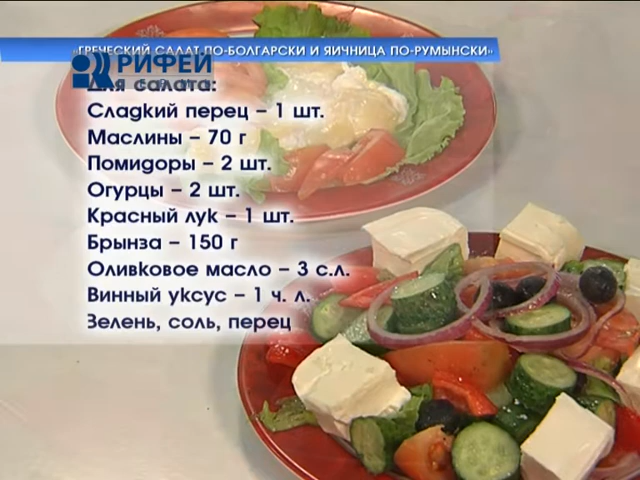 «ГРЕЧЕСКИЙ САЛАТ ПО-БОЛГАРСКИ И ЯИЧНИЦА ПО-РУМЫНСКИ»
РИФЕЙ
Для салата:
Сладкий перец – 1 шт.
Маслины – 70 г
Помидоры – 2 шт.
Огурцы – 2 шт.
Красный лук – 1 шт.
Брынза – 150 г
Оливковое масло – 3 с.л.
Винный уксус – 1 ч. л.
Зелень, соль, перец